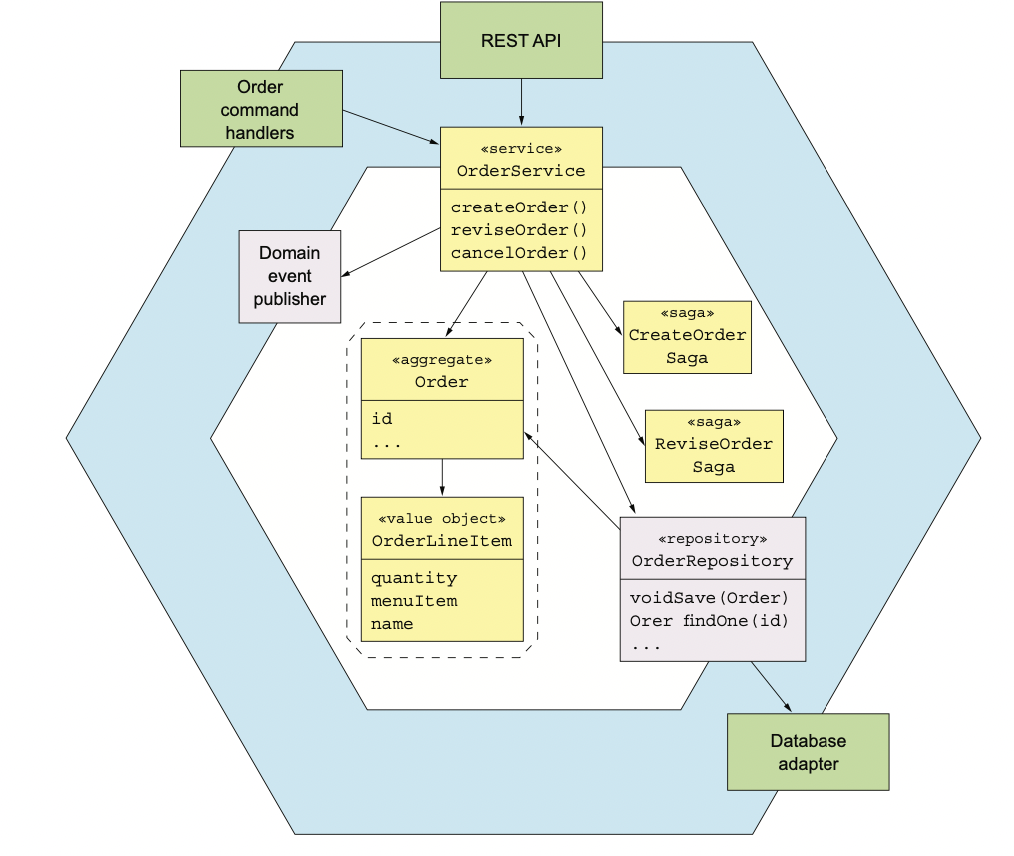 REST API
Order
command
handlers
«service»
OrderService
createOrder()
reviseOrder()
cancelOrder()
Domain
event
publisher
«saga»
CreateOrder
Saga
«aggregate»
Order
id
...
«saga»
ReviseOrder
Saga
«value object»
OrderLineItem
quantity
menuItem
name
«repository»
OrderRepository
voidSave(Order)
Orer findOne(id)
...
Database
adapter